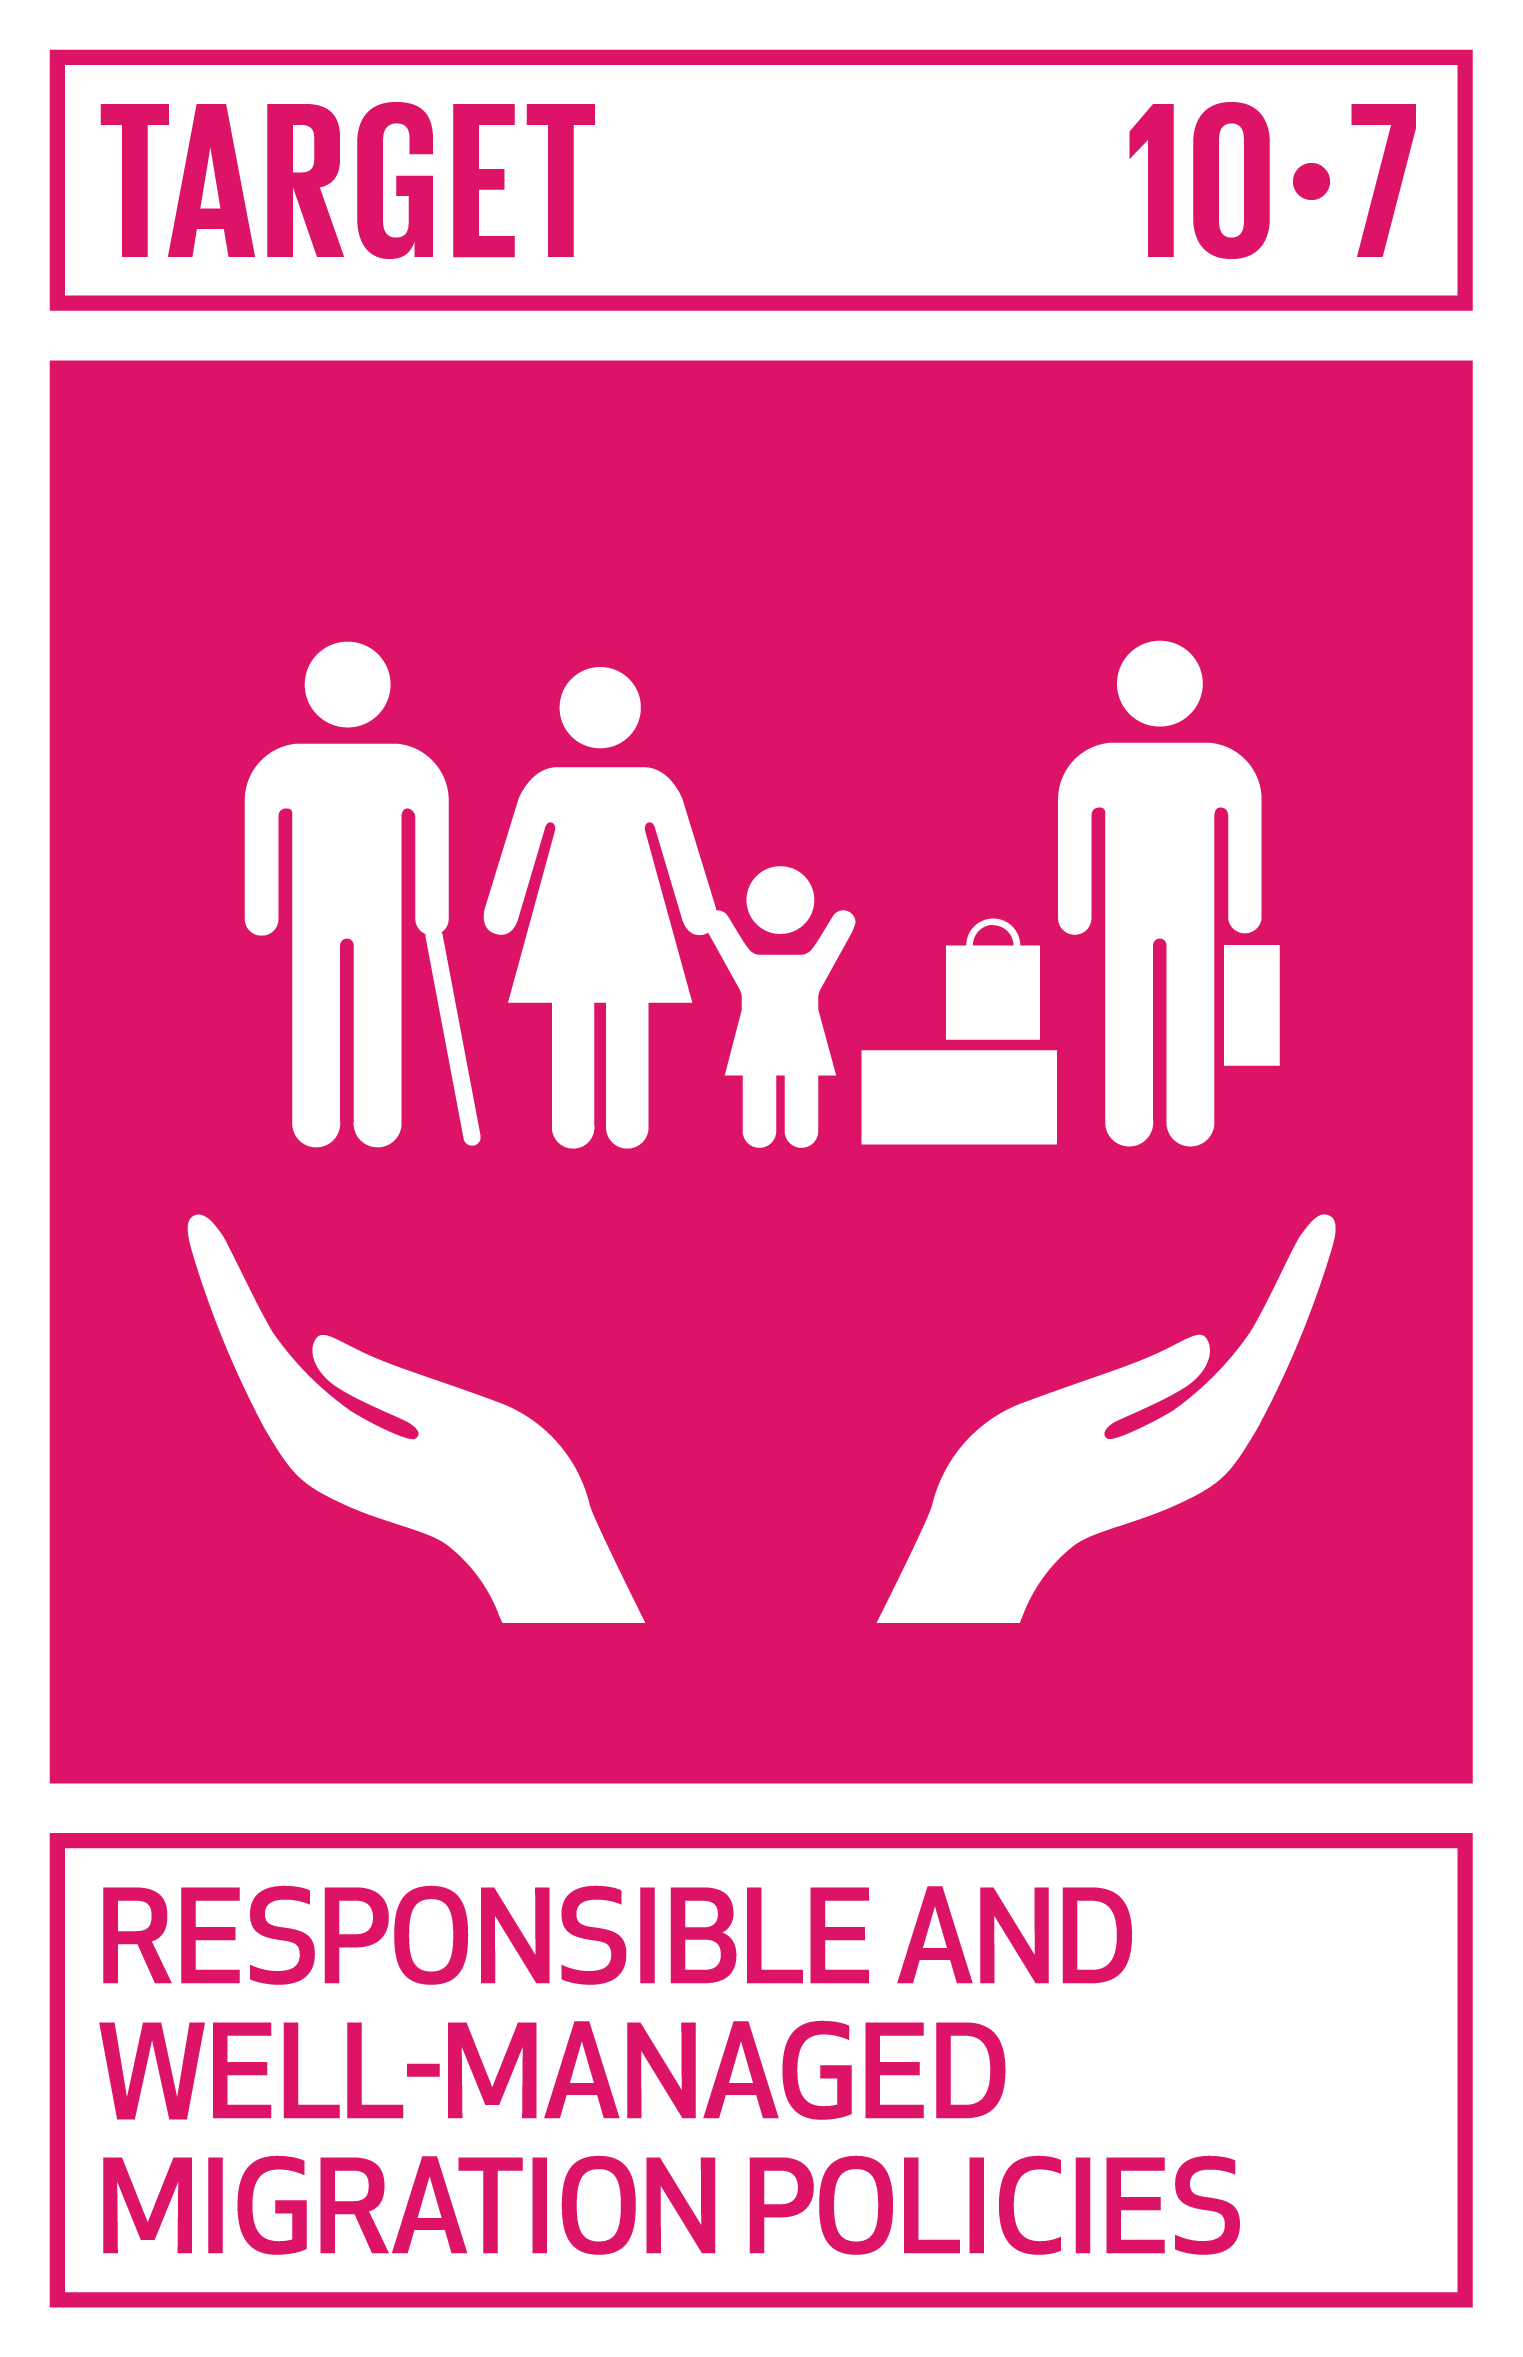 TARGET 10·7
RESPONSIBLE AND
WELL-MANAGED
MIGRATION POLICIES